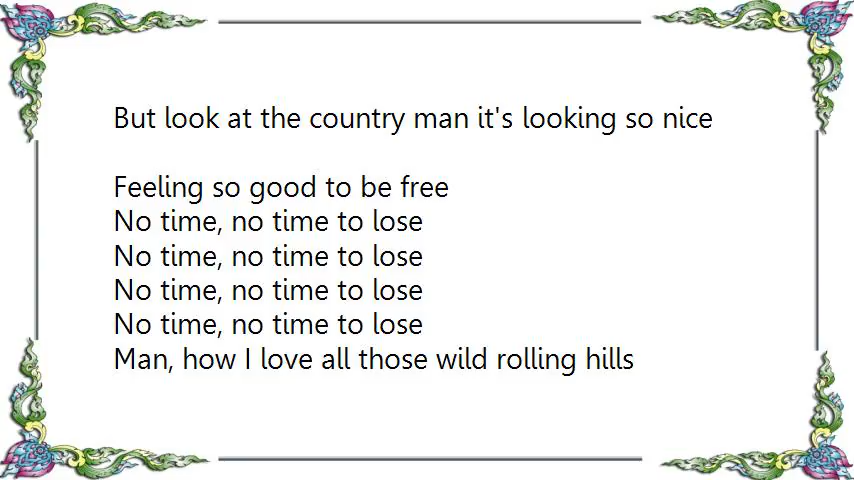 But look at the country man it's looking so nice
Feeling so good to be free
No time, no time to lose
No time, no time to lose
No time, no time to lose
No time, no time to lose
Man, how I love all those wild rolling hills